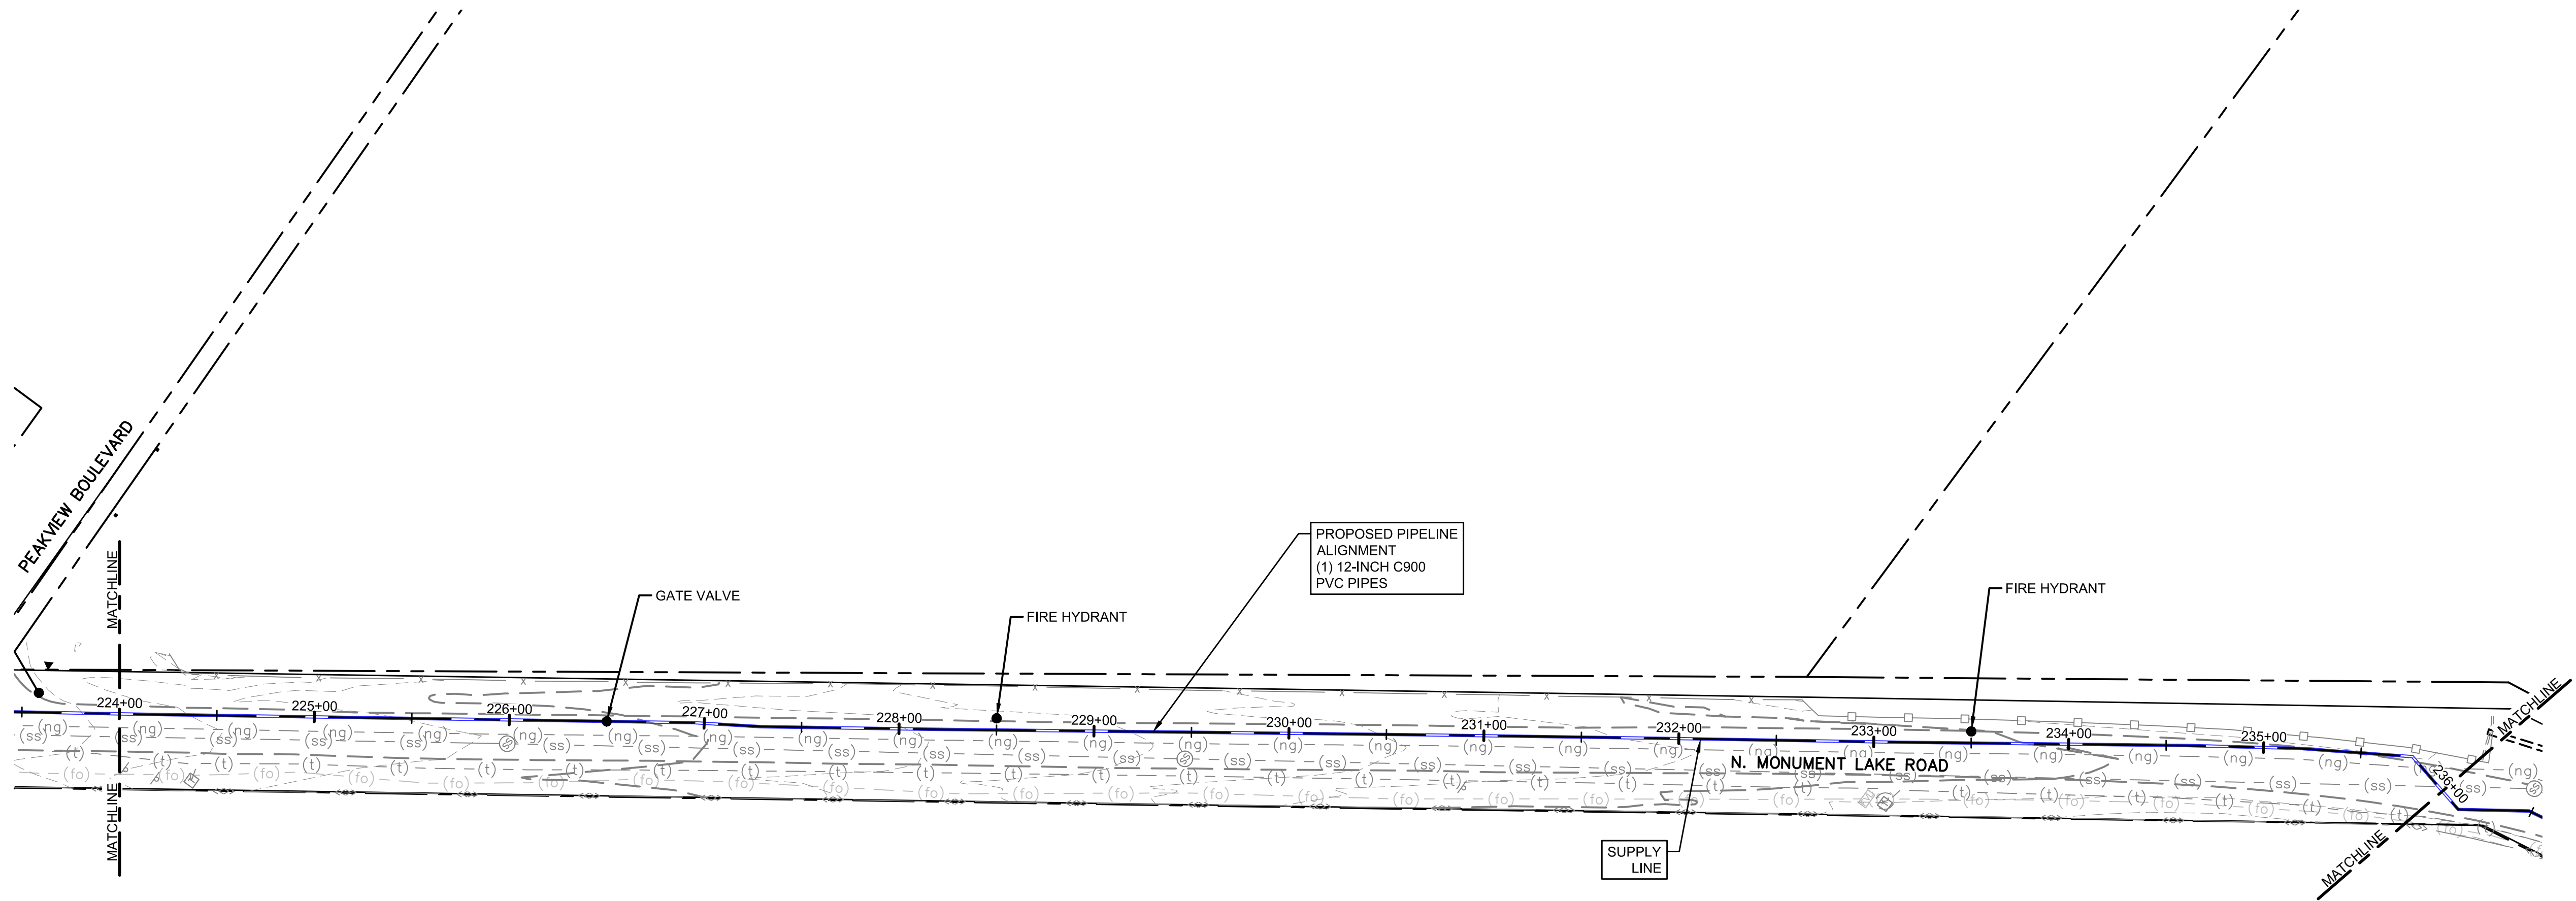 PEAKVIEW BOULEVARD
MATCHLINE
MATCHLINE
PROPOSED PIPELINE
ALIGNMENT
(1) 12-INCH C900
PVC PIPES
GATE VALVE
FIRE HYDRANT
FIRE HYDRANT
224+00
225+00
226+00
227+00
228+00
229+00
230+00
231+00
232+00
233+00
234+00
235+00
236+00
N. MONUMENT LAKE ROAD
SUPPLY
LINE
MATCHLINE
MATCHLINE
(ng)
(ss)
(t)
(fo)